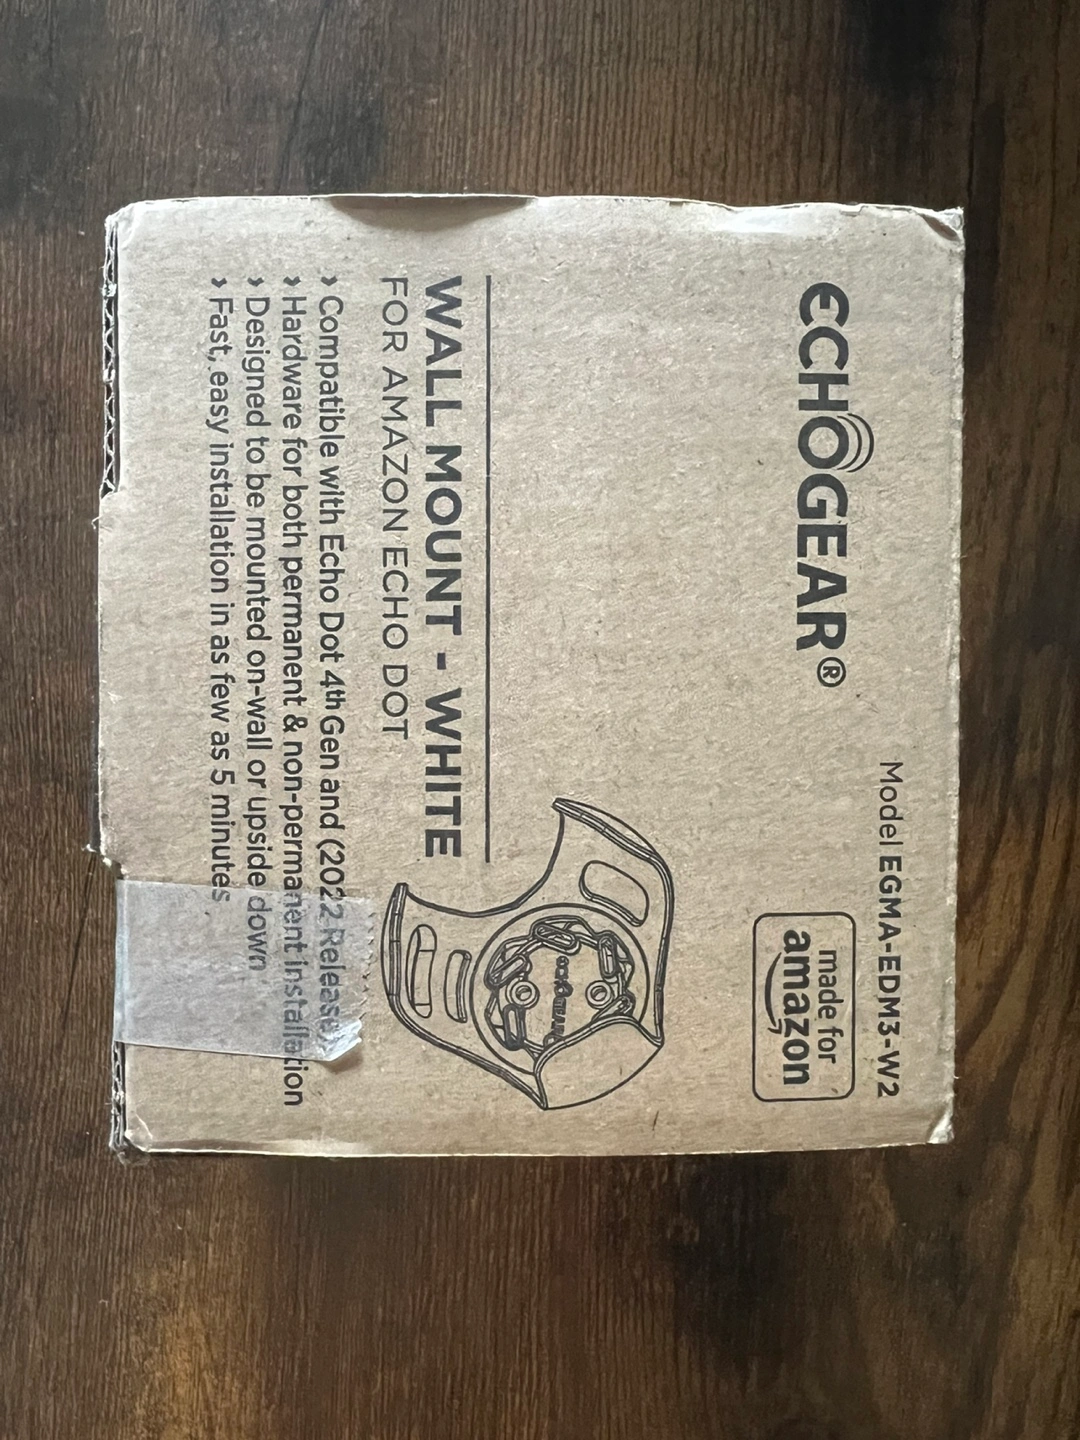 Model EGMA-EDM3-W2
ECHOGEAR®
made for
amazon
WALL MOUNT - WHITE
FOR AMAZON ECHO DOT
› Compatible with Echo Dot 4th Gen and (2022 Release)
› Hardware for both permanent & non-permanent installation
› Designed to be mounted on-wall or upside down
› Fast, easy installation in as few as 5 minutes